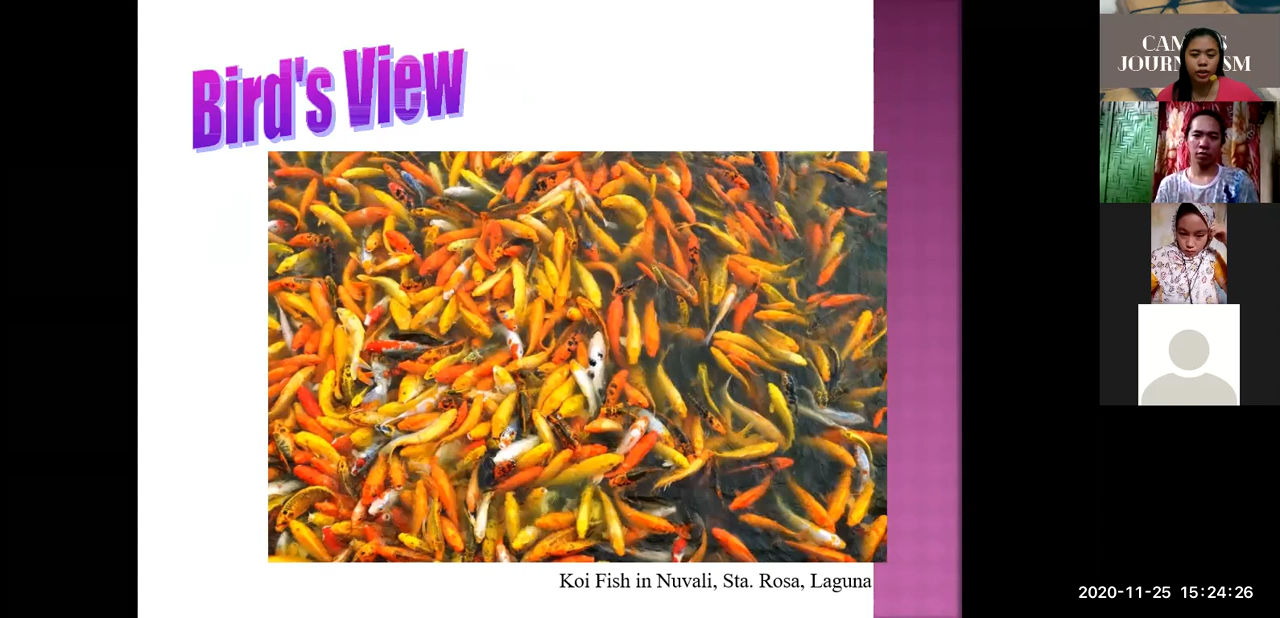 Bird's View
Koi Fish in Nuvali, Sta. Rosa, Laguna
2020-11-25 15:24:26